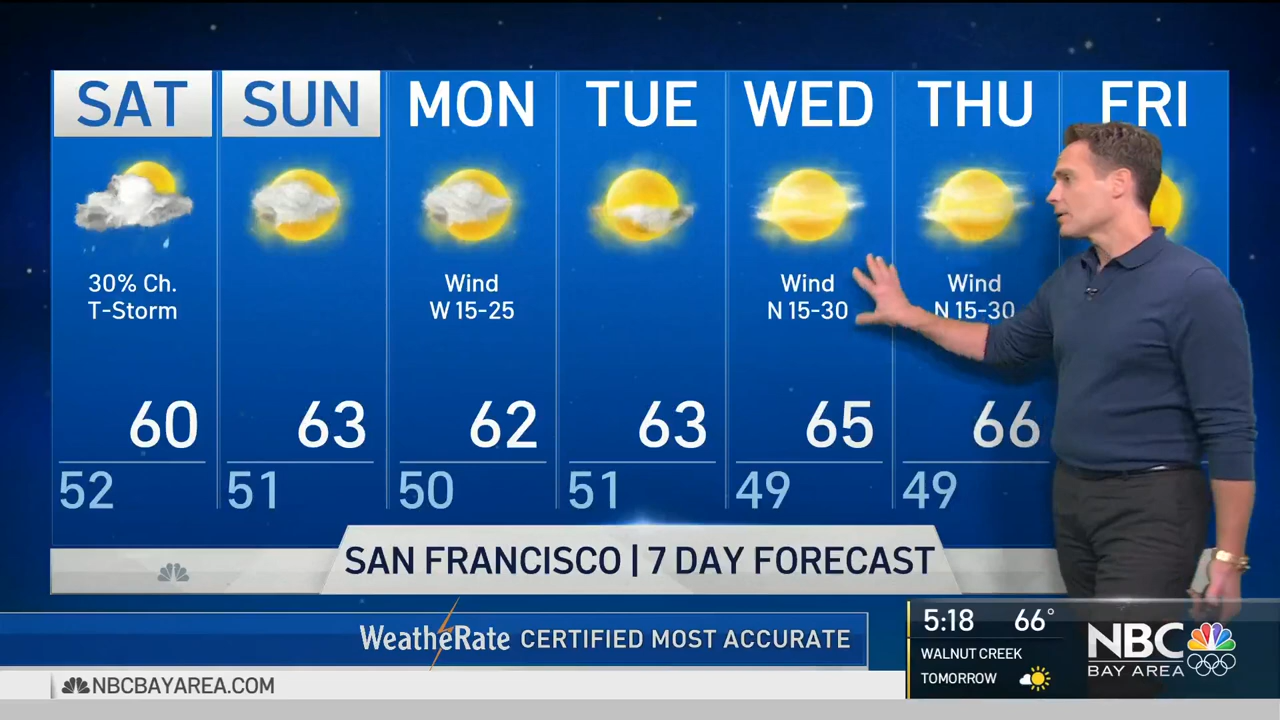 SAT SUN MON TUE WED THU FRI
30% Ch.
T-Storm
Wind
W 15-25
Wind
N 15-30
Wind
N 15-30
60 63 62 63 65 66
52 51 50 51 49 49
SAN FRANCISCO | 7 DAY FORECAST
WeatheRate CERTIFIED MOST ACCURATE
5:18 66°
WALNUT CREEK
TOMORROW
NBC
BAY AREA
NBCBAYAREA.COM